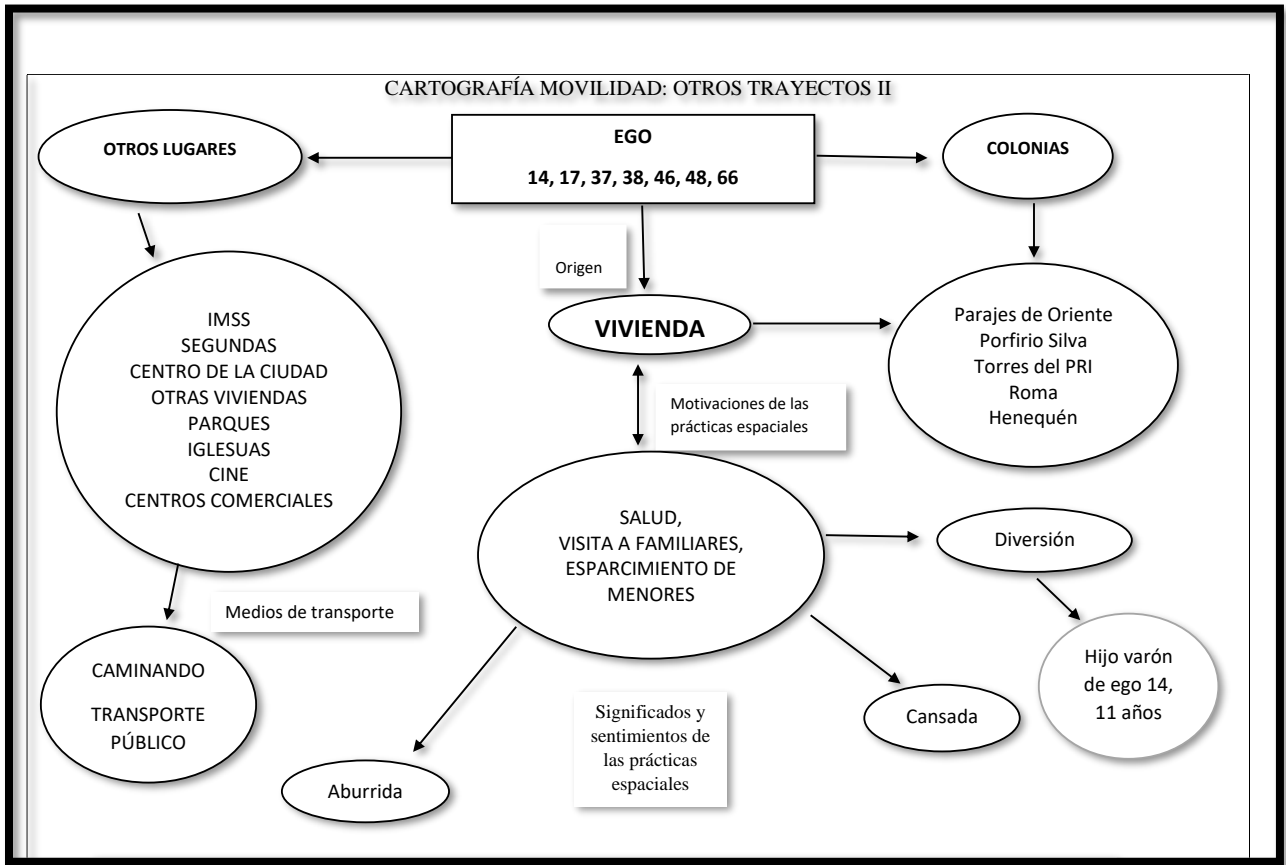 CARTOGRAFÍA MOVILIDAD: OTROS TRAYECTOS II
OTROS LUGARES
EGO
14, 17, 37, 38, 46, 48, 66
COLONIAS
Origen
VIVIENDA
IMSS
SEGUNDAS
CENTRO DE LA CIUDAD
OTRAS VIVIENDAS
PARQUES
IGLESUAS
CINE
CENTROS COMERCIALES
Parajes de Oriente
Porfirio Silva
Torres del PRI
Roma
Henequén
Motivaciones de las
prácticas espaciales
SALUD,
VISITA A FAMILIARES,
ESPARCIMIENTO DE
MENORES
Diversión
Medios de transporte
CAMINANDO
TRANSPORTE
PÚBLICO
Hijo varón
de ego 14,
11 años
Cansada
Significados y
sentimientos de
las prácticas
espaciales
Aburrida